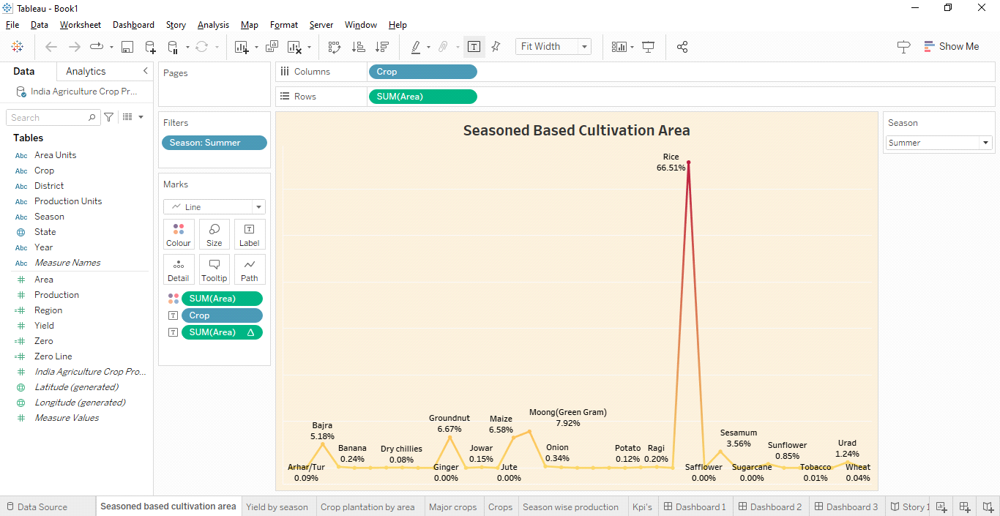 Tableau - Book1
File Data Worksheet Dashboard Story Analysis Map Format Server Window Help
Fit Width
Show Me
Data Analytics
India Agriculture Crop Pr...
Search
Tables
Abc Area Units
Abc Crop
Abc District
Abc Production Units
Abc Season
State
Abc Year
Abc Measure Names
Area
Production
Region
Yield
Zero
Zero Line
India Agriculture Crop Pro...
Latitude (generated)
Longitude (generated)
Measure Values
Pages
Filters
Season: Summer
Marks
Line
Colour Size Label
Detail Tooltip Path
SUM(Area)
Crop
SUM(Area) Δ
Columns Crop
Rows SUM(Area)
Seasoned Based Cultivation Area
Rice
66.51%
Moong(Green Gram)
7.92%
Groundnut
6.67%
Maize
6.58%
Bajra
5.18%
Sesamum
3.56%
Urad
1.24%
Sunflower
0.85%
Banana
0.24%
Dry chillies
0.08%
Jowar
0.15%
Onion
0.34%
Potato
0.12%
Ragi
0.20%
Arhar/Tur
0.09%
Ginger
0.00%
Jute
0.00%
Safflower
0.00%
Sugarcane
0.00%
Tobacco
0.01%
Wheat
0.04%
Season
Summer
Data Source Seasoned based cultivation area Yield by season Crop plantation by area Major crops Crops Season wise production Kpi's Dashboard 1 Dashboard 2 Dashboard 3 Story 1